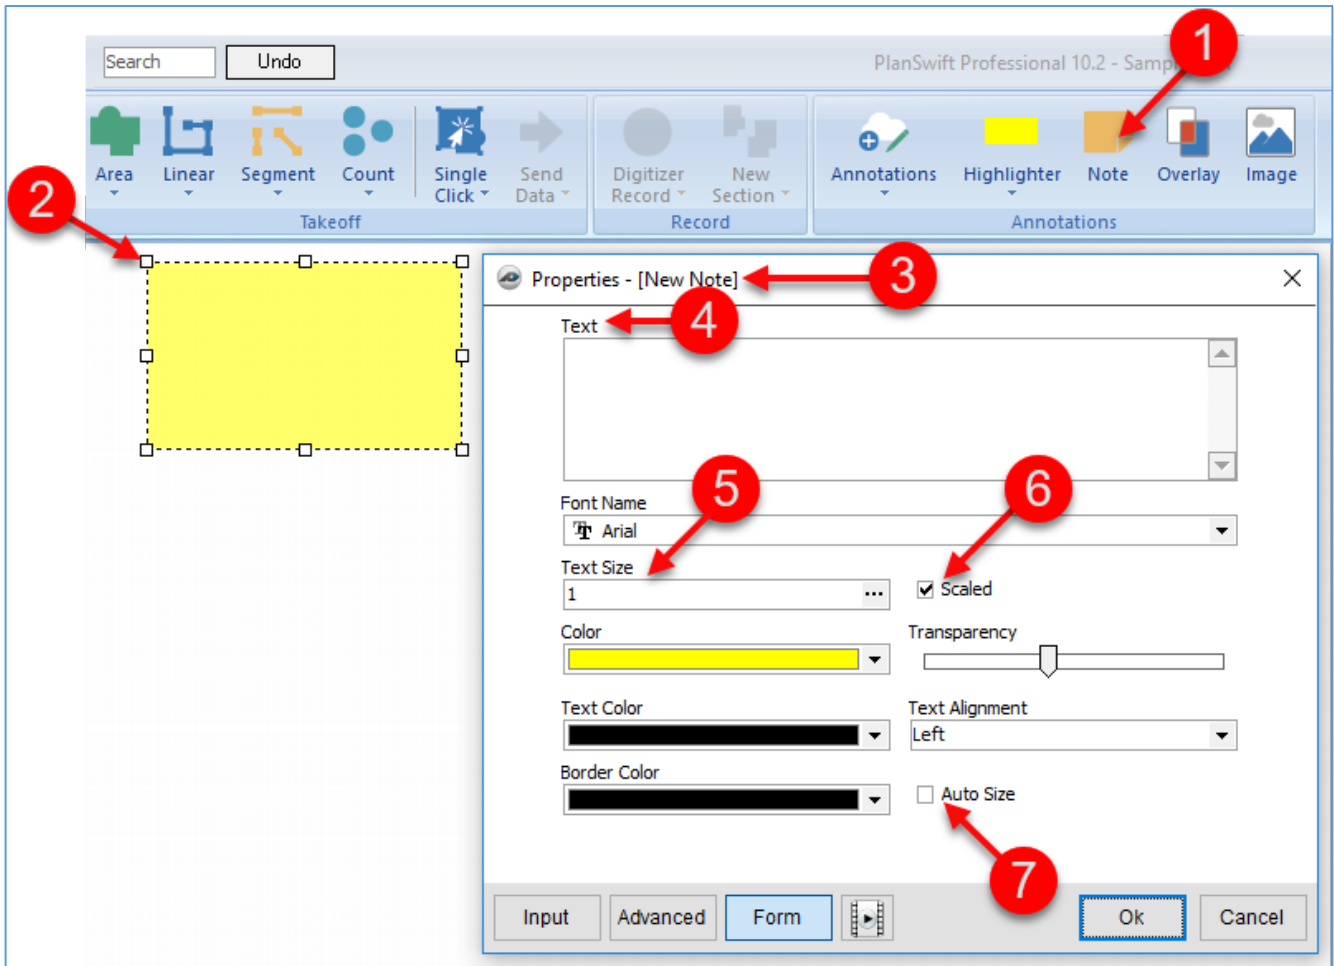 1
Search
Undo
PlanSwift Professional 10.2 - Samp
Area
Linear
Segment
Count
Single
Click
Send
Data
Digitizer
Record
New
Section
Annotations
Highlighter
Note
Overlay
Image
Takeoff
Record
Annotations
2
Properties - [New Note]
3
Text
4
5
6
Font Name
Arial
Text Size
1
...
Scaled
Color
Transparency
Text Color
Text Alignment
Left
Border Color
Auto Size
7
Input
Advanced
Form
Ok
Cancel